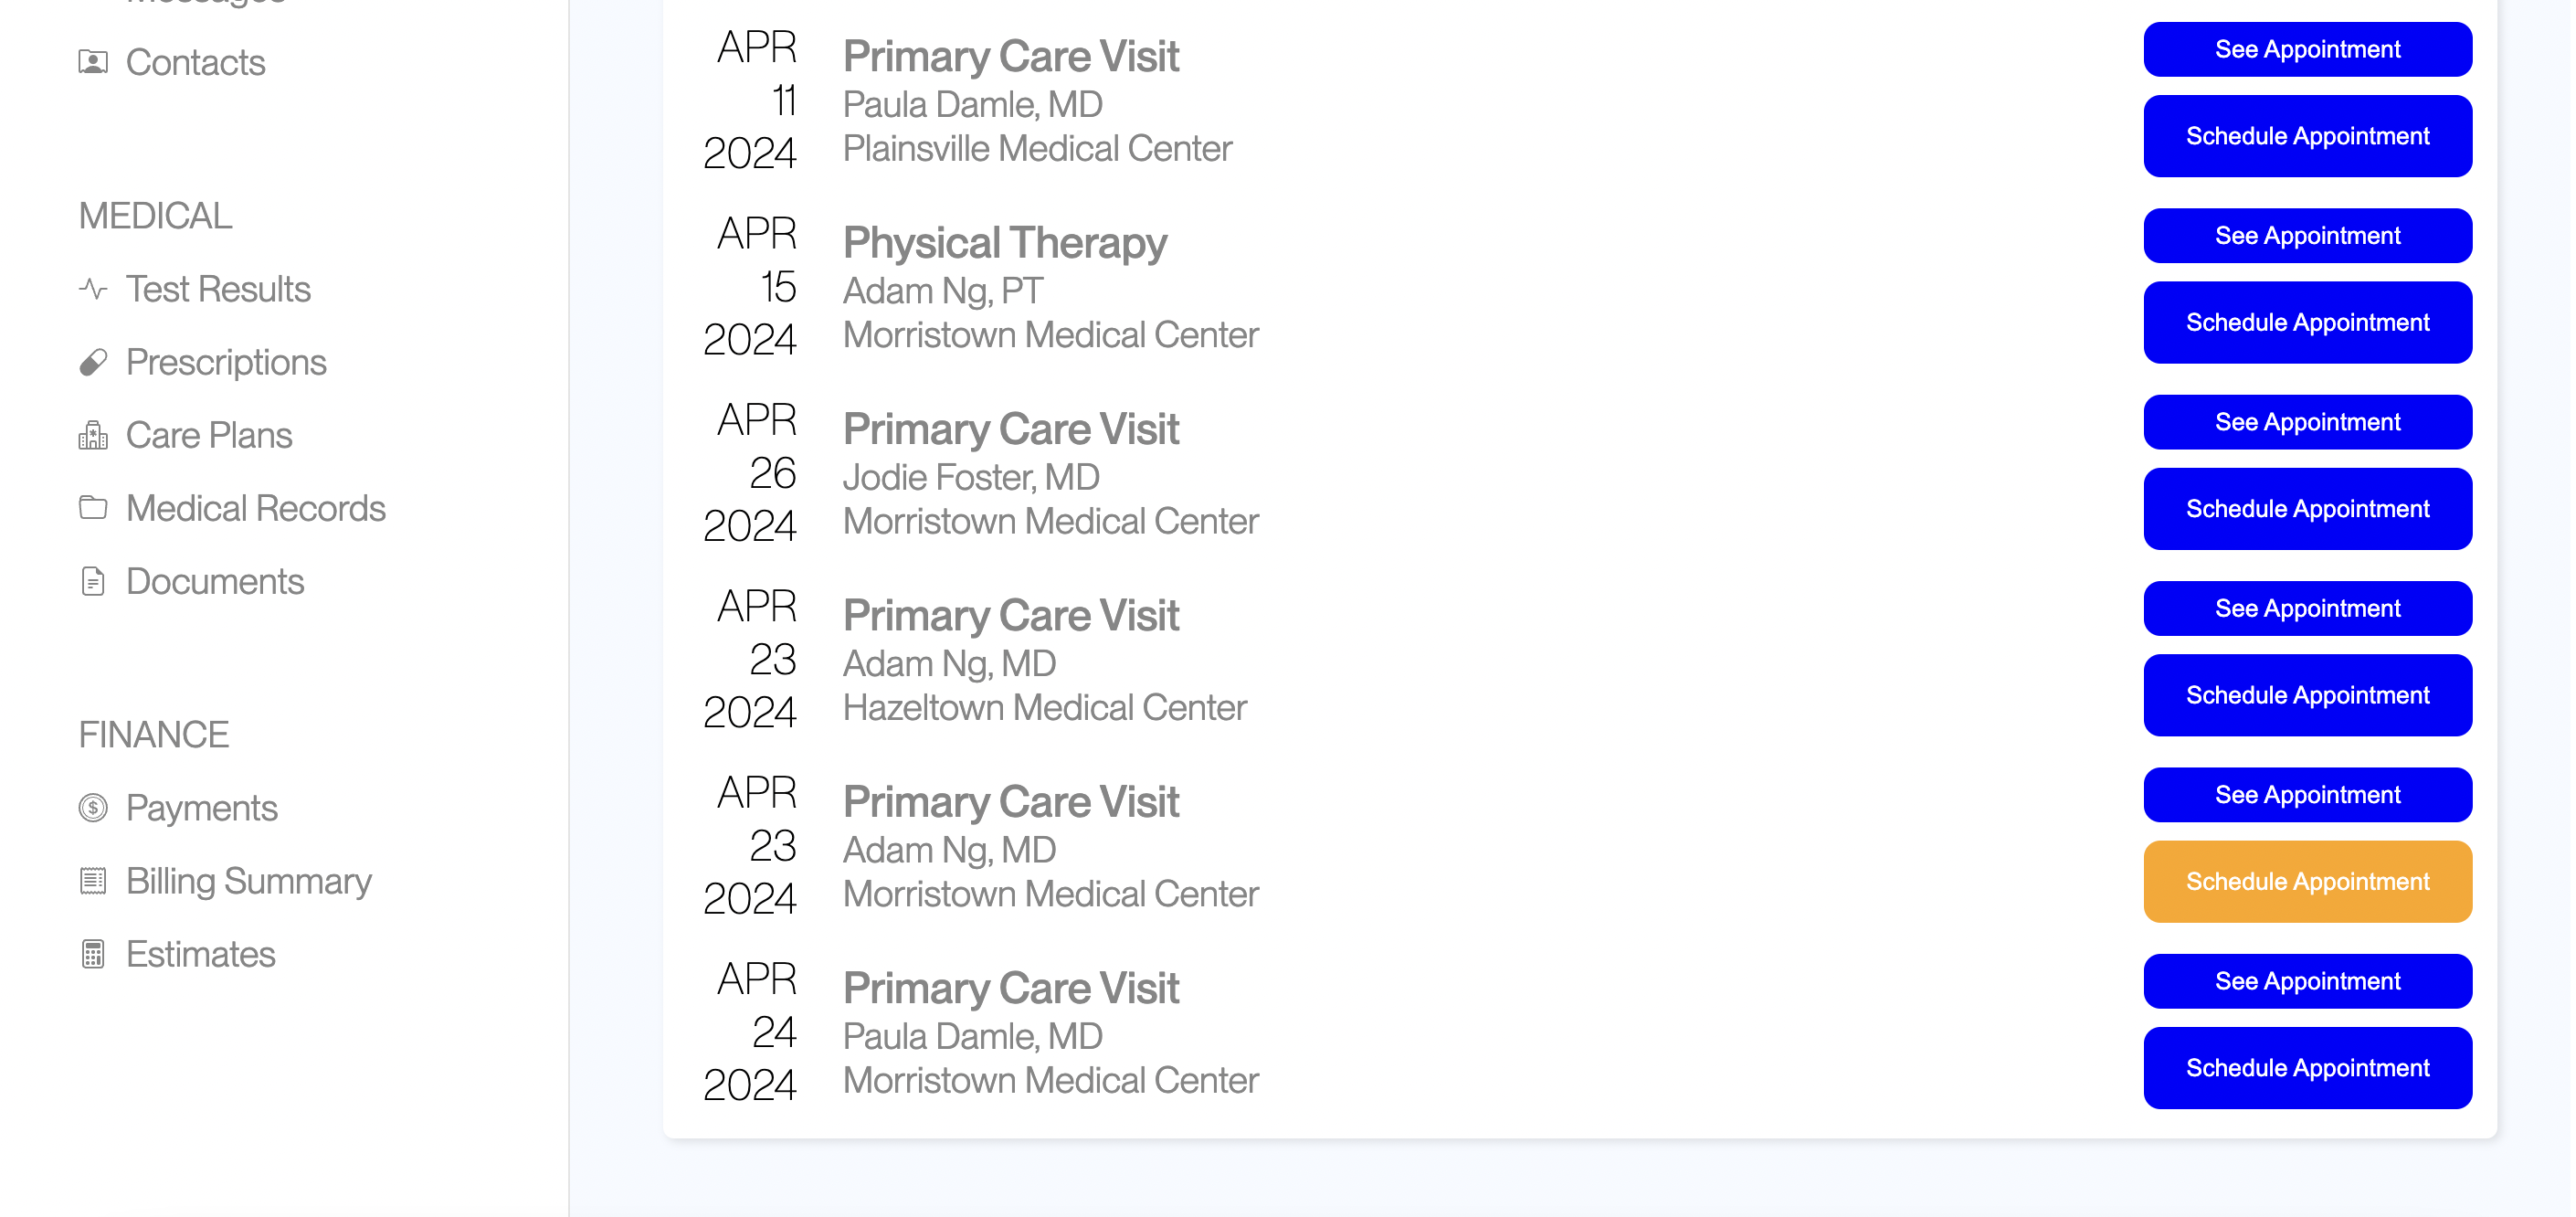 Messages
Contacts
MEDICAL
Test Results
Prescriptions
Care Plans
Medical Records
Documents
FINANCE
Payments
Billing Summary
Estimates
APR
11
2024
Primary Care Visit
Paula Damle, MD
Plainsville Medical Center
See Appointment
Schedule Appointment
APR
15
2024
Physical Therapy
Adam Ng, PT
Morristown Medical Center
See Appointment
Schedule Appointment
APR
26
2024
Primary Care Visit
Jodie Foster, MD
Morristown Medical Center
See Appointment
Schedule Appointment
APR
23
2024
Primary Care Visit
Adam Ng, MD
Hazeltown Medical Center
See Appointment
Schedule Appointment
APR
23
2024
Primary Care Visit
Adam Ng, MD
Morristown Medical Center
See Appointment
Schedule Appointment
APR
24
2024
Primary Care Visit
Paula Damle, MD
Morristown Medical Center
See Appointment
Schedule Appointment